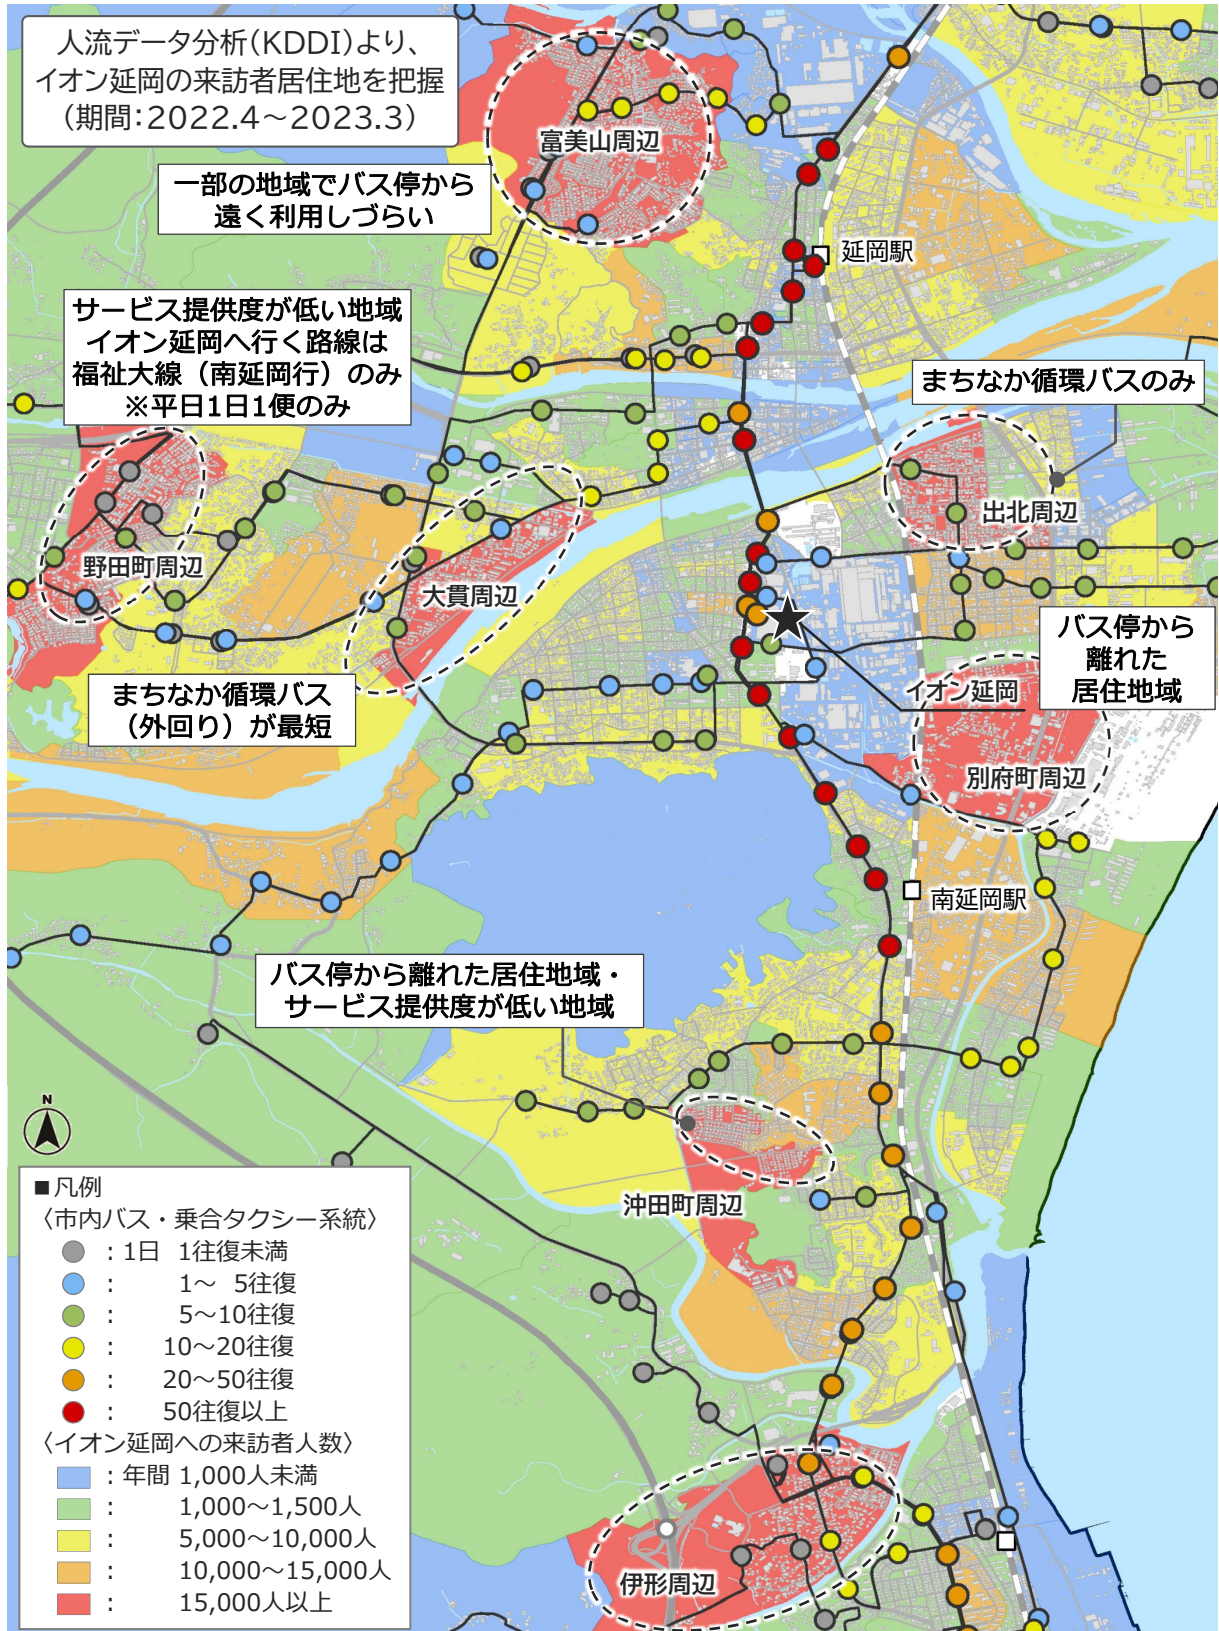 人流データ分析(KDDI)より、
イオン延岡の来訪者居住地を把握
(期間:2022.4～2023.3)
富美山周辺
一部の地域でバス停から
遠く利用しづらい
延岡駅
サービス提供度が低い地域
イオン延岡へ行く路線は
福祉大線（南延岡行）のみ
※平日1日1便のみ
まちなか循環バスのみ
出北周辺
野田町周辺
大貫周辺
バス停から
離れた
居住地域
まちなか循環バス
（外回り）が最短
イオン延岡
別府町周辺
南延岡駅
バス停から離れた居住地域・
サービス提供度が低い地域
N
沖田町周辺
伊形周辺
■凡例
〈市内バス・乗合タクシー系統〉
：1日 1往復未満
： 1～ 5往復
： 5～10往復
： 10～20往復
： 20～50往復
： 50往復以上
〈イオン延岡への来訪者人数〉
：年間 1,000人未満
： 1,000～1,500人
： 5,000～10,000人
： 10,000～15,000人
： 15,000人以上